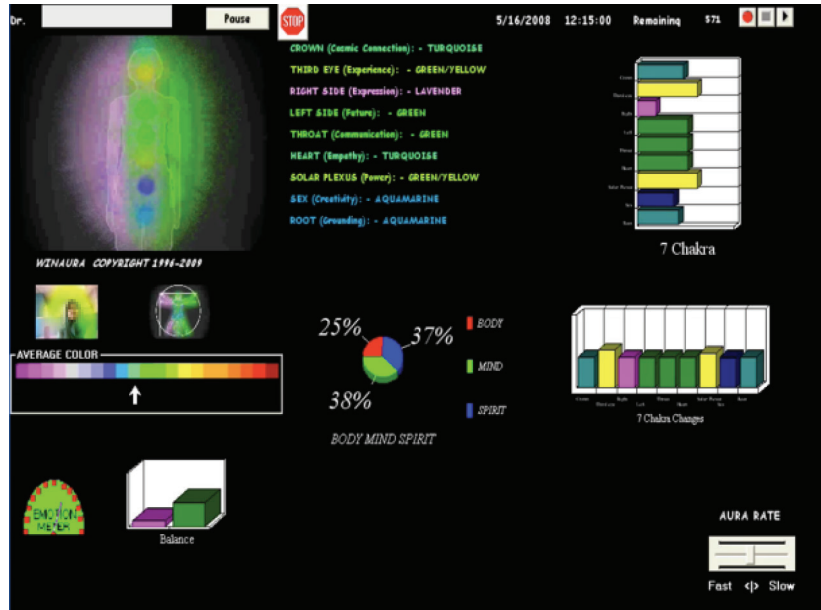 Dr.
Pause
STOP
5/16/2008 12:15:00 Remaining 571
CROWN (Cosmic Connection): - TURQUOISE
THIRD EYE (Experience): - GREEN/YELLOW
RIGHT SIDE (Expression): - LAVENDER
LEFT SIDE (Future): - GREEN
THROAT (Communication): - GREEN
HEART (Empathy): - TURQUOISE
SOLAR PLEXUS (Power): - GREEN/YELLOW
SEX (Creativity): - AQUAMARINE
ROOT (Grounding): - AQUAMARINE
7 Chakra
WINAURA COPYRIGHT 1996-2009
AVERAGE COLOR
25%
37%
38%
BODY
MIND
SPIRIT
BODY MIND SPIRIT
7 Chakra Changes
EMOTION
METER
Balance
AURA RATE
Fast <|> Slow